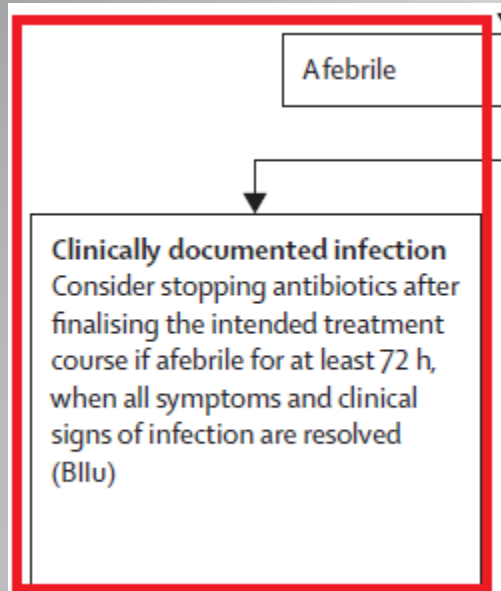 Afebrile
Clinically documented infection
Consider stopping antibiotics after
finalising the intended treatment
course if afebrile for at least 72 h,
when all symptoms and clinical
signs of infection are resolved
(BIIu)